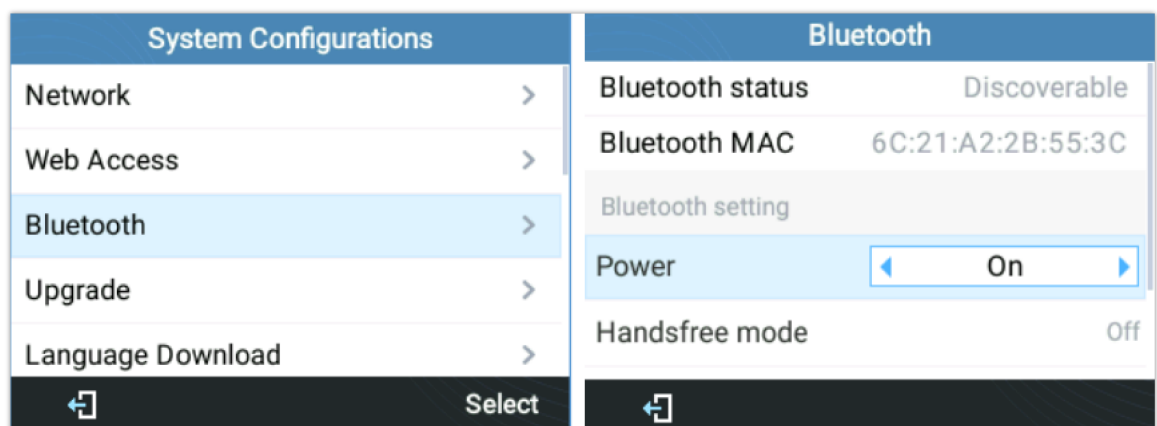 System Configurations
Network
Web Access
Bluetooth
Upgrade
Language Download
Select
Bluetooth
Bluetooth status Discoverable
Bluetooth MAC 6C:21:A2:2B:55:3C
Bluetooth setting
Power On
Handsfree mode Off